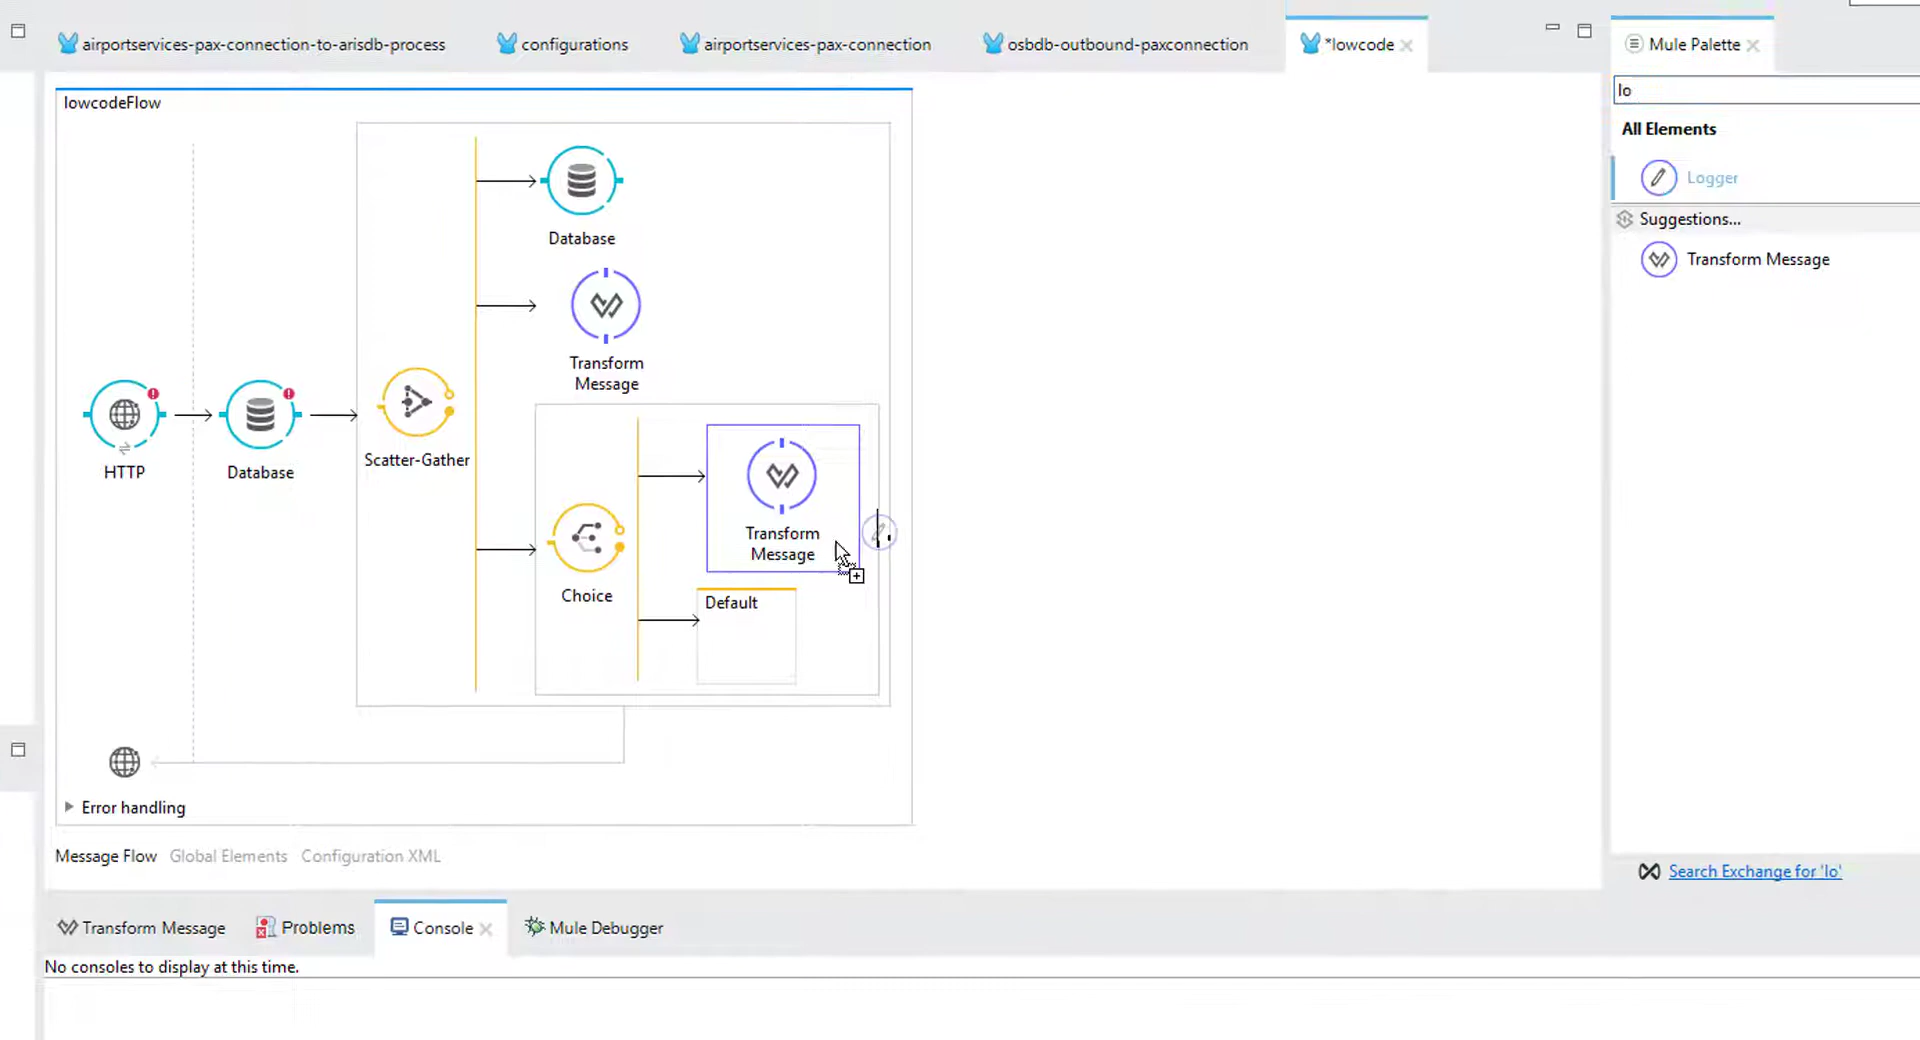 airportservices-pax-connection-to-arisdb-process
configurations
airportservices-pax-connection
osbdb-outbound-paxconnection
*lowcode
Mule Palette
lo
All Elements
Logger
Suggestions...
Transform Message
Search Exchange for 'lo'
lowcodeFlow
Database
Transform
Message
HTTP
Database
Scatter-Gather
Transform
Message
Choice
Default
Error handling
Message Flow
Global Elements
Configuration XML
Transform Message
Problems
Console
Mule Debugger
No consoles to display at this time.